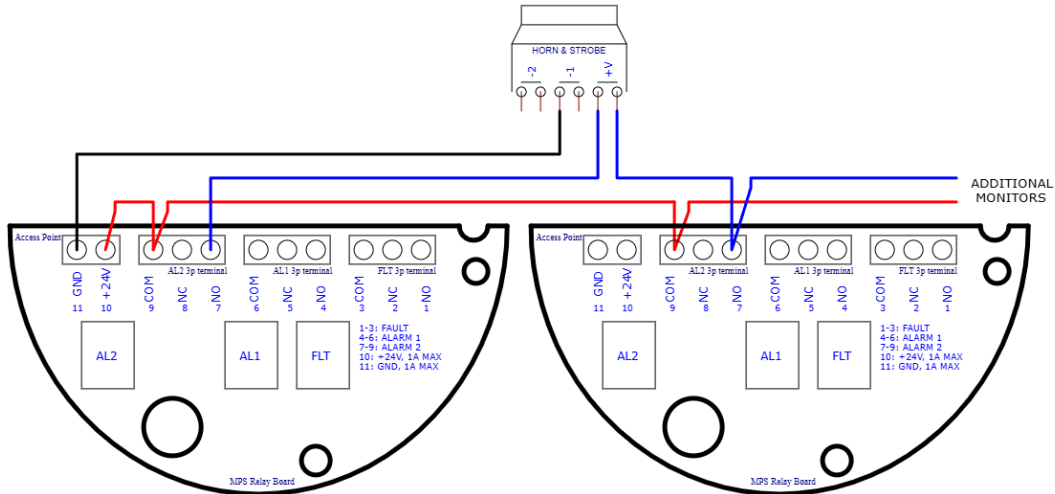 HORN & STROBE
-2
-1
+V
ADDITIONAL
MONITORS
Access Point
AL2 3p terminal
AL1 3p terminal
FLT 3p terminal
GND
+24V
COM
NC
NO
COM
NC
NO
COM
NC
NO
11
10
9
8
7
6
5
4
3
2
1
AL2
AL1
FLT
1-3: FAULT
4-6: ALARM 1
7-9: ALARM 2
10: +24V, 1A MAX
11: GND, 1A MAX
MPS Relay Board
Access Point
AL2 3p terminal
AL1 3p terminal
FLT 3p terminal
GND
+24V
COM
NC
NO
COM
NC
NO
COM
NC
NO
11
10
9
8
7
6
5
4
3
2
1
AL2
AL1
FLT
1-3: FAULT
4-6: ALARM 1
7-9: ALARM 2
10: +24V, 1A MAX
11: GND, 1A MAX
MPS Relay Board